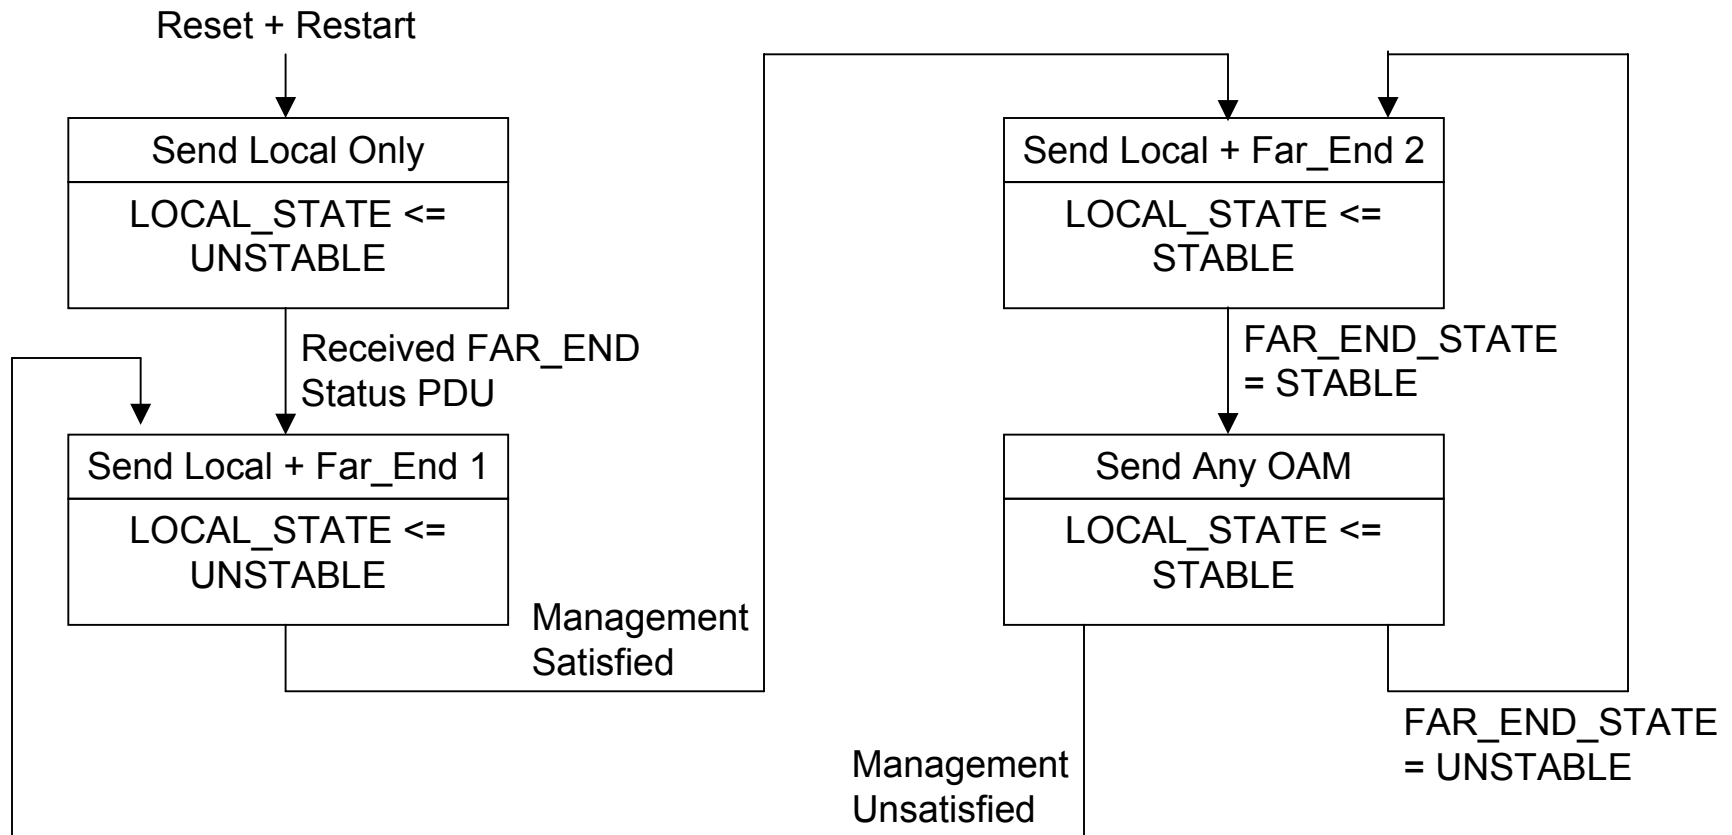 Reset + Restart
Send Local Only
LOCAL_STATE <=
UNSTABLE
Received FAR_END
Status PDU
Send Local + Far_End 1
LOCAL_STATE <=
UNSTABLE
Management
Satisfied
Send Local + Far_End 2
LOCAL_STATE <=
STABLE
FAR_END_STATE
= STABLE
Send Any OAM
LOCAL_STATE <=
STABLE
FAR_END_STATE
= UNSTABLE
Management
Unsatisfied